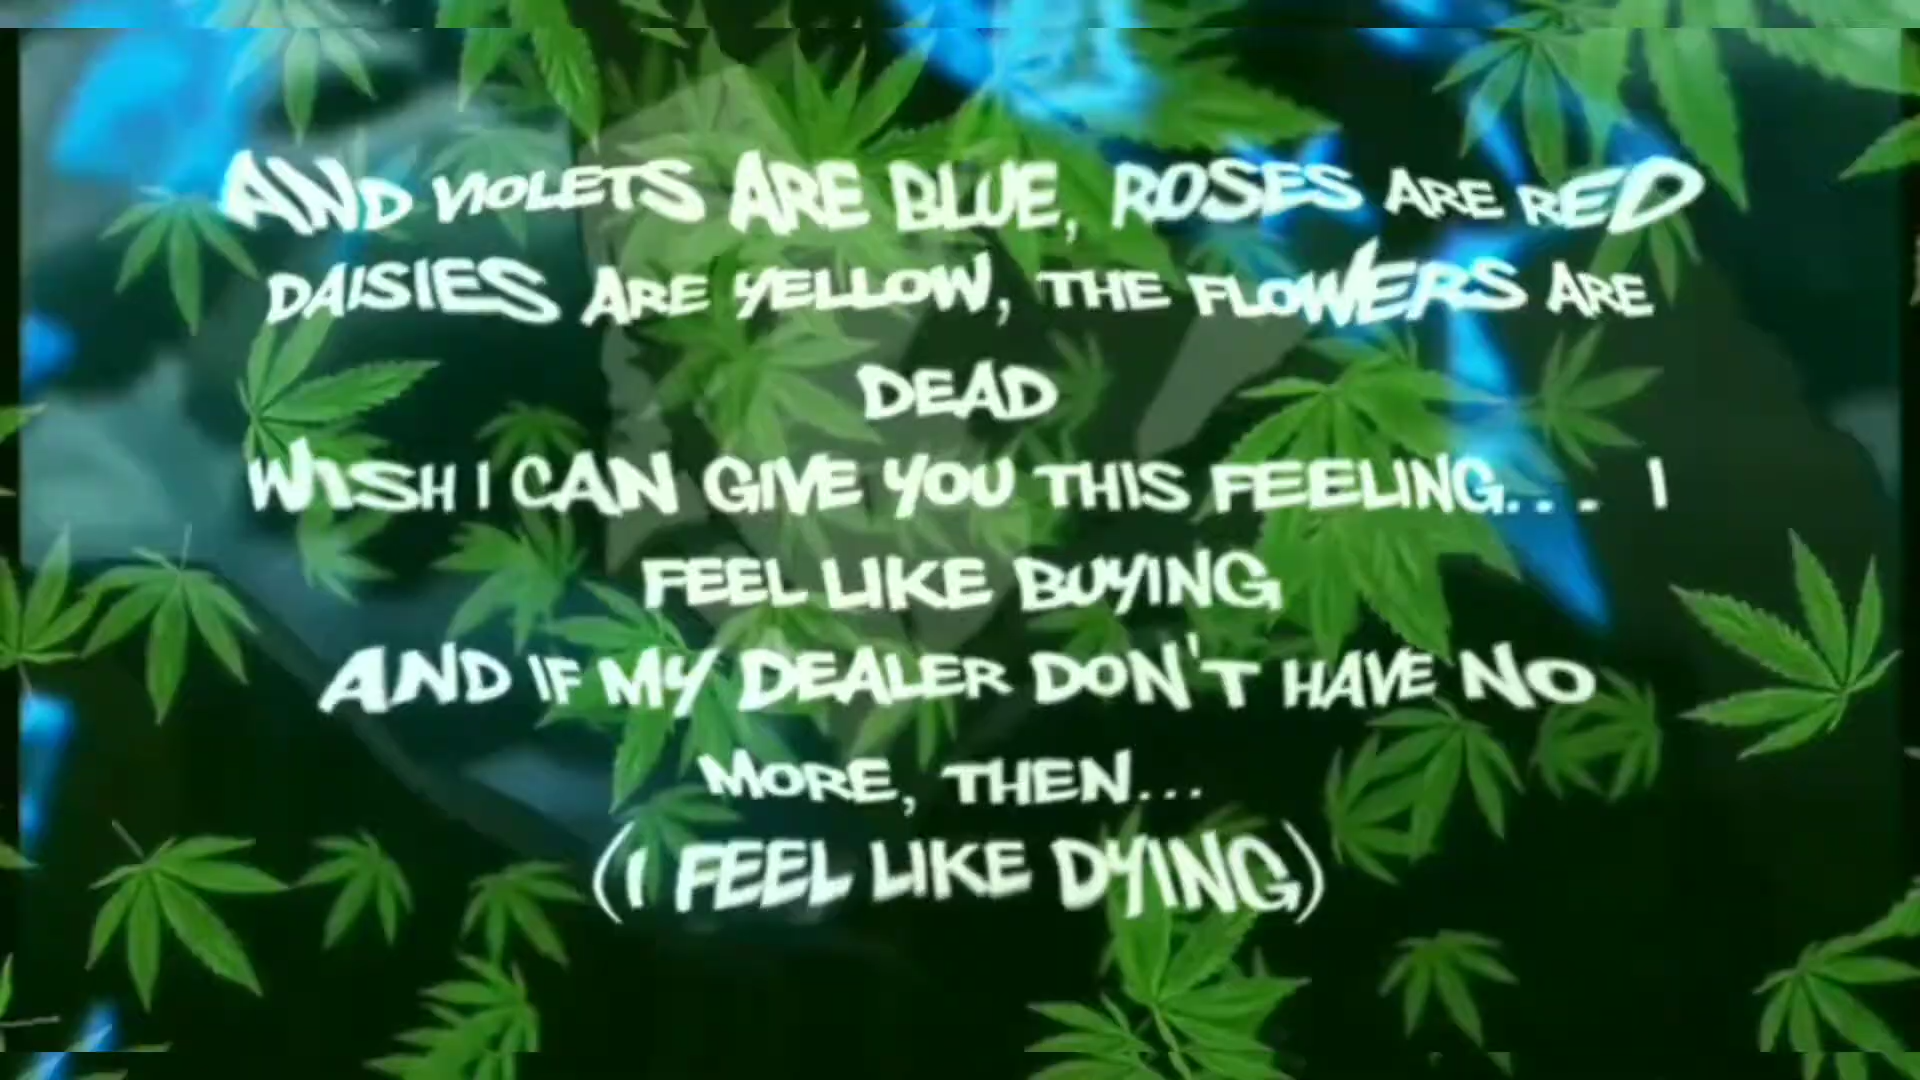 AND VIOLETS ARE BLUE, ROSES ARE RED
DAISIES ARE YELLOW, THE FLOWERS ARE
DEAD
WISH I CAN GIVE YOU THIS FEELING... I
FEEL LIKE BUYING
AND IF MY DEALER DON'T HAVE NO
MORE, THEN...
(I FEEL LIKE DYING)